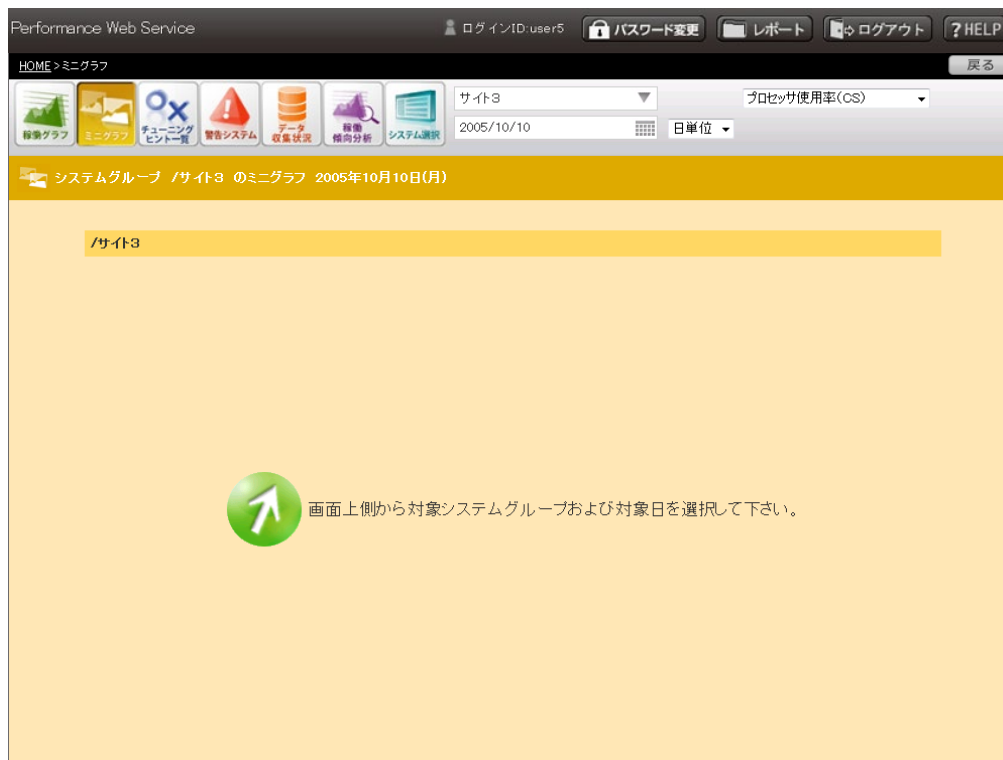 Performance Web Service
ログインID:user5
パスワード変更
レポート
ログアウト
?HELP
HOME>ミニグラフ
戻る
稼働グラフ
ミニグラフ
チューニング
ヒント一覧
警告システム
データ
収集状況
稼働
傾向分析
システム選択
サイト3
プロセッサ使用率(CS)
2005/10/10
日単位
システムグループ /サイト3 のミニグラフ 2005年10月10日(月)
/サイト3
画面上側から対象システムグループおよび対象日を選択して下さい。